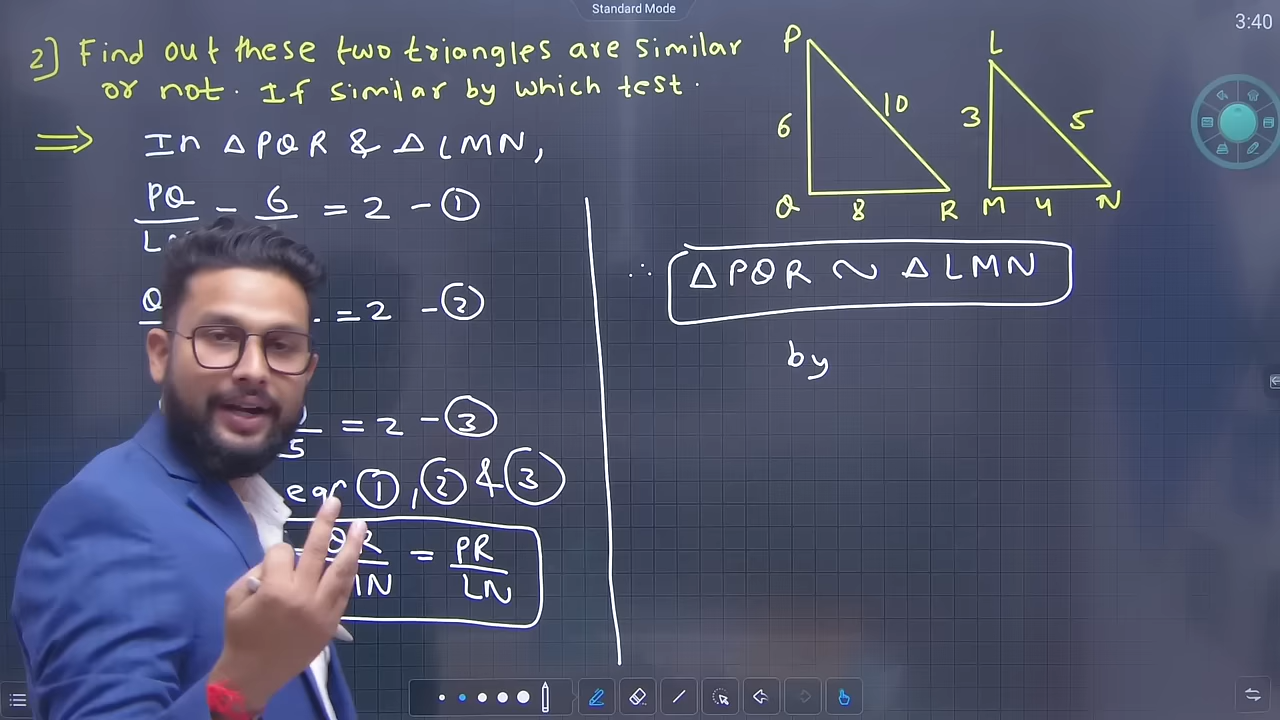 Standard Mode
3:40
2] Find out these two triangles are similar
or not. If similar by which test.
⇒ In △PQR & △LMN,
PQ
6 = 2 - ①
= 2 - ②
= 2 - ③
5
eqn ①, ② & ③
QR = PR
LN
P
6
10
Q 8 R
L
3
5
M 4 N
∴ △PQR ~ △LMN
by